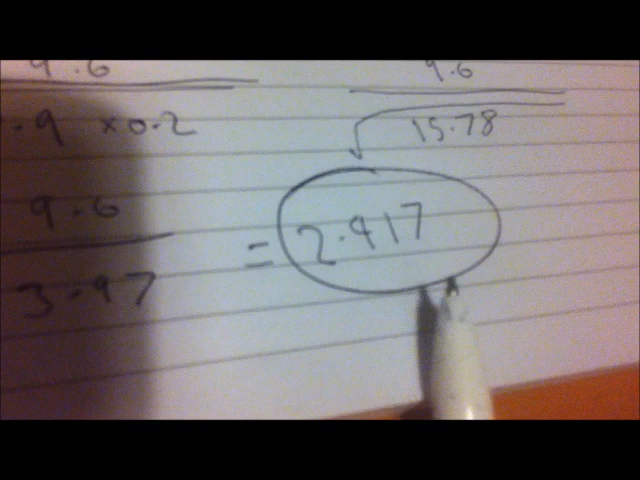 9.6 9.6
.9 ×0.2 √15.78
9.6 = 2.417
3.97